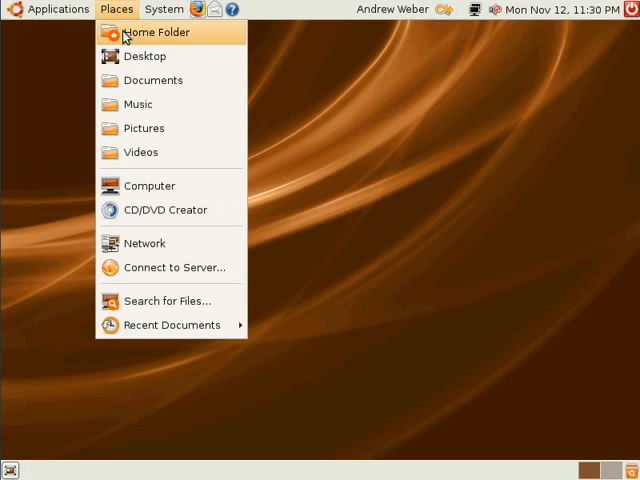 Applications Places System Andrew Weber Mon Nov 12, 11:30 PM
Home Folder
Desktop
Documents
Music
Pictures
Videos
Computer
CD/DVD Creator
Network
Connect to Server...
Search for Files...
Recent Documents